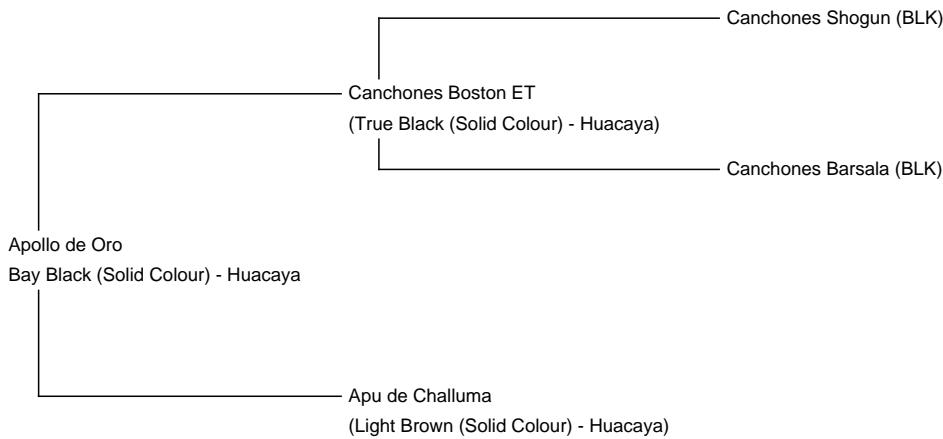 Canchones Shogun (BLK)
Canchones Boston ET
(True Black (Solid Colour) - Huacaya)
Canchones Barsala (BLK)
Apollo de Oro
Bay Black (Solid Colour) - Huacaya
Apu de Challuma
(Light Brown (Solid Colour) - Huacaya)